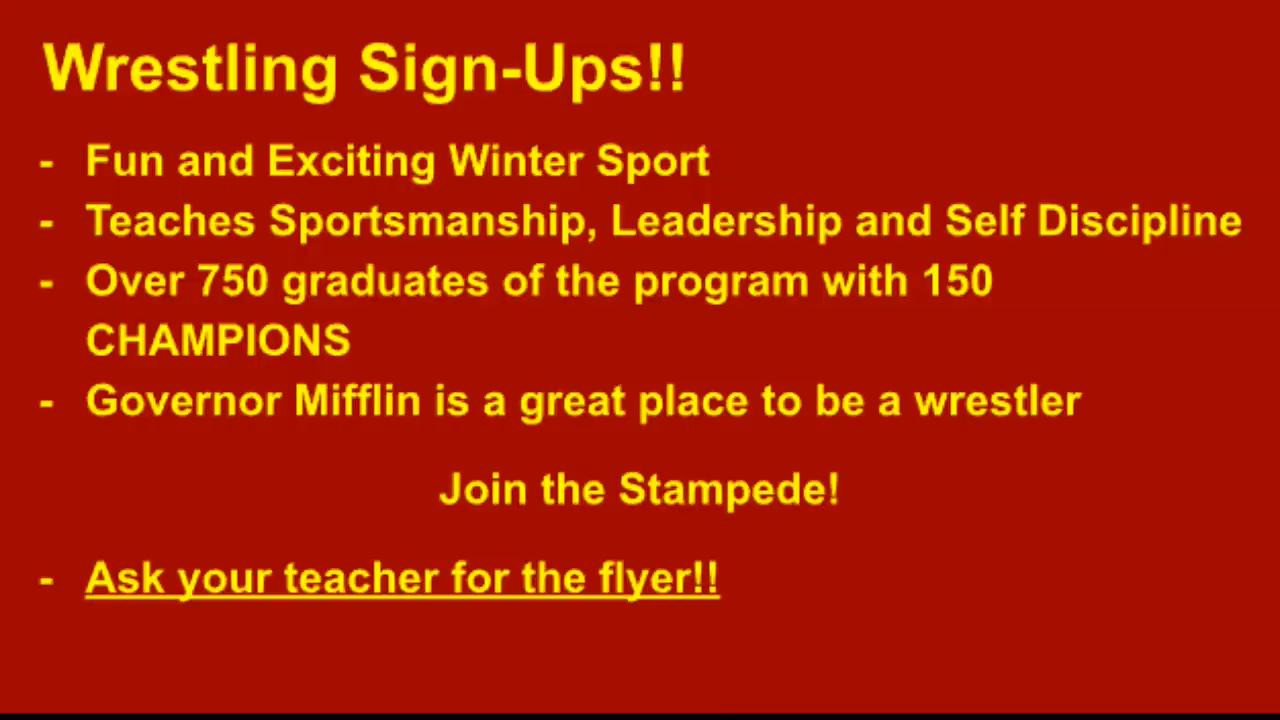 Wrestling Sign-Ups!!
- Fun and Exciting Winter Sport
- Teaches Sportsmanship, Leadership and Self Discipline
- Over 750 graduates of the program with 150
CHAMPIONS
- Governor Mifflin is a great place to be a wrestler
Join the Stampede!
- Ask your teacher for the flyer!!